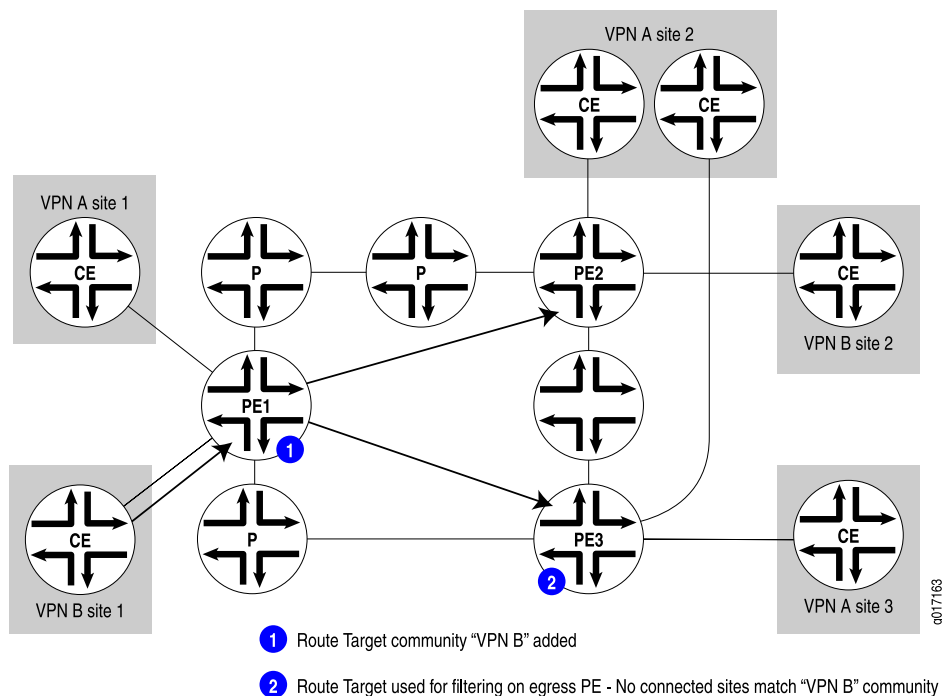 VPN A site 2
CE
CE
VPN A site 1
CE
P
P
PE2
CE
VPN B site 2
PE1
1
CE
VPN B site 1
P
PE3
2
CE
VPN A site 3
g017163
1 Route Target community “VPN B” added
2 Route Target used for filtering on egress PE - No connected sites match “VPN B” community